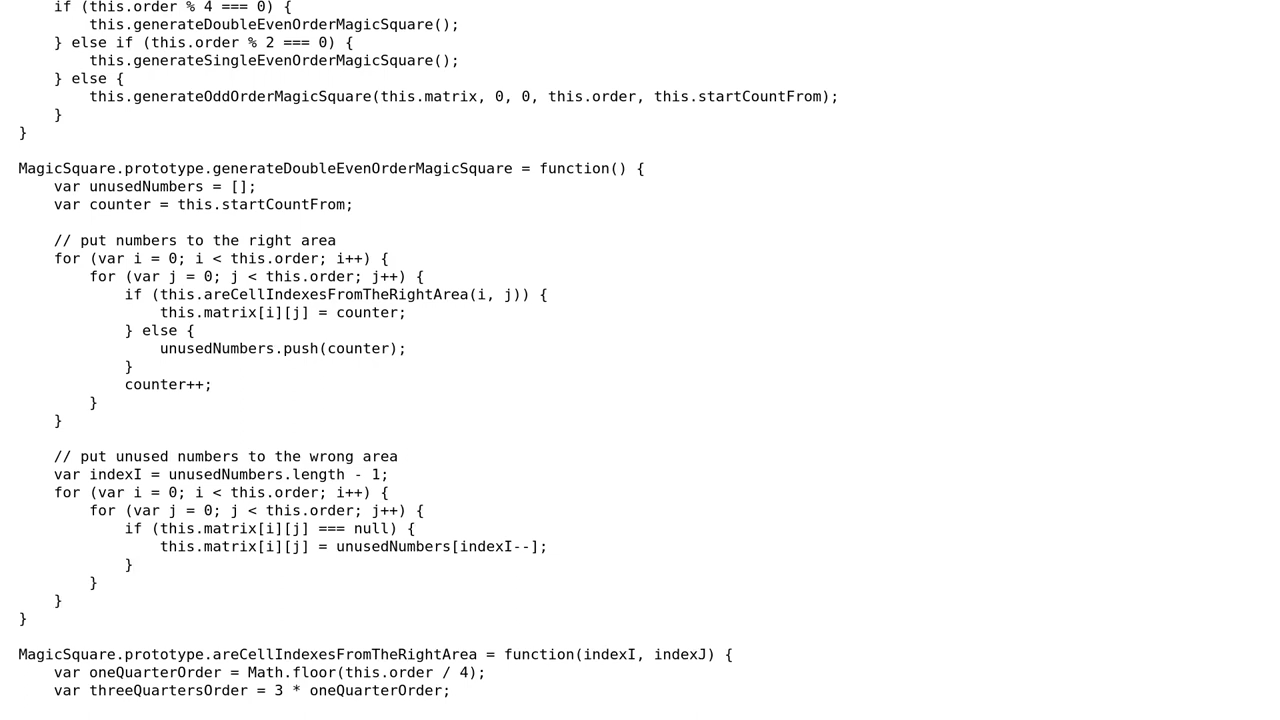 if (this.order % 4 === 0) {
        this.generateDoubleEvenOrderMagicSquare();
    } else if (this.order % 2 === 0) {
        this.generateSingleEvenOrderMagicSquare();
    } else {
        this.generateOddOrderMagicSquare(this.matrix, 0, 0, this.order, this.startCountFrom);
    }
}

MagicSquare.prototype.generateDoubleEvenOrderMagicSquare = function() {
    var unusedNumbers = [];
    var counter = this.startCountFrom;

    // put numbers to the right area
    for (var i = 0; i < this.order; i++) {
        for (var j = 0; j < this.order; j++) {
            if (this.areCellIndexesFromTheRightArea(i, j)) {
                this.matrix[i][j] = counter;
            } else {
                unusedNumbers.push(counter);
            }
            counter++;
        }
    }

    // put unused numbers to the wrong area
    var indexI = unusedNumbers.length - 1;
    for (var i = 0; i < this.order; i++) {
        for (var j = 0; j < this.order; j++) {
            if (this.matrix[i][j] === null) {
                this.matrix[i][j] = unusedNumbers[indexI--];
            }
        }
    }
}

MagicSquare.prototype.areCellIndexesFromTheRightArea = function(indexI, indexJ) {
    var oneQuarterOrder = Math.floor(this.order / 4);
    var threeQuartersOrder = 3 * oneQuarterOrder;